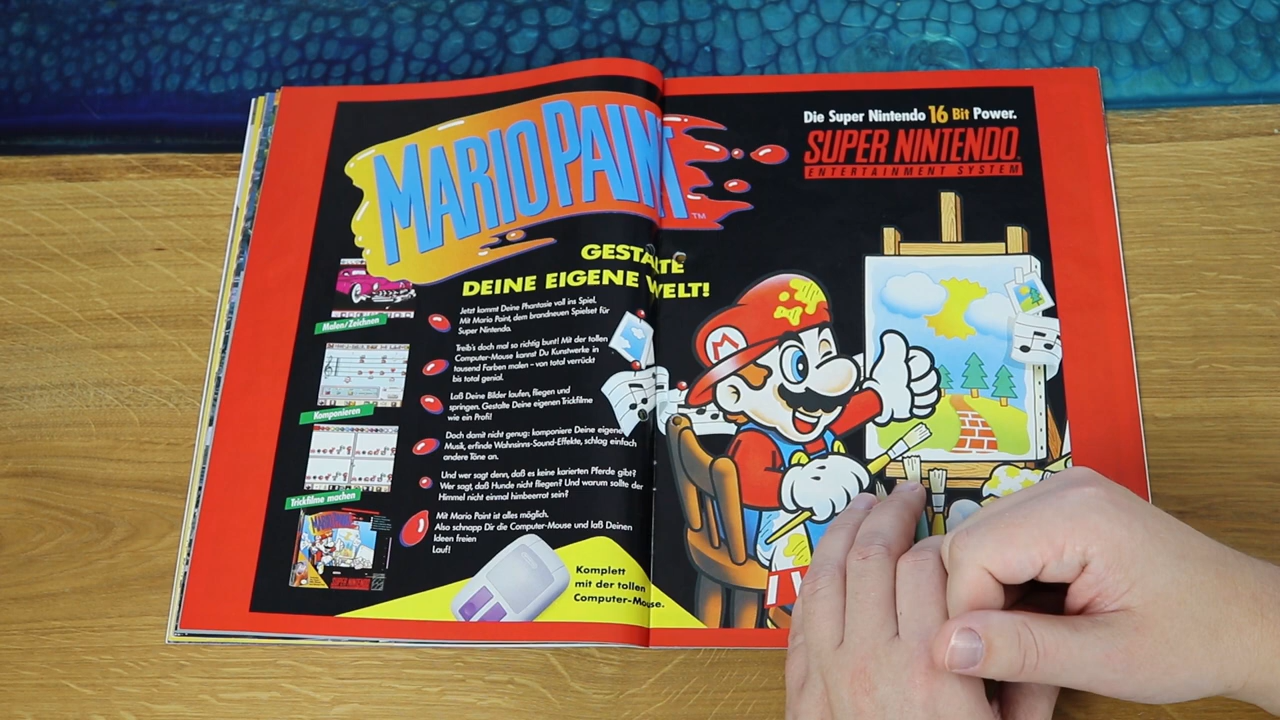 MARIO PAINT
TM
Die Super Nintendo 16 Bit Power.
SUPER NINTENDO
ENTERTAINMENT SYSTEM
GESTALTE
DEINE EIGENE WELT!
Malen/Zeichnen
Komponieren
Trickfilme machen
Jetzt kommt Deine Phantasie voll ins Spiel.
Mit Mario Paint, dem brandneuen Spielset für
Super Nintendo.
Treib's doch mal so richtig bunt! Mit der tollen
Computer-Mouse kannst Du Kunstwerke in
tausend Farben malen – von total verrückt
bis total genial.
Laß Deine Bilder laufen, fliegen und
springen. Gestalte Deine eigenen Trickfilme
wie ein Profi!
Doch damit nicht genug: komponiere Deine eigene
Musik, erfinde Wahnsinns-Sound-Effekte, schlag einfach
andere Töne an.
Und wer sagt denn, daß es keine karierten Pferde gibt?
Wer sagt, daß Hunde nicht fliegen? Und warum sollte der
Himmel nicht einmal himbeerrot sein?
Mit Mario Paint ist alles möglich.
Also schnapp Dir die Computer-Mouse und laß Deinen
Ideen freien
Lauf!
MARIO PAINT
SUPER NINTENDO
Komplett
mit der tollen
Computer-Mouse.
M